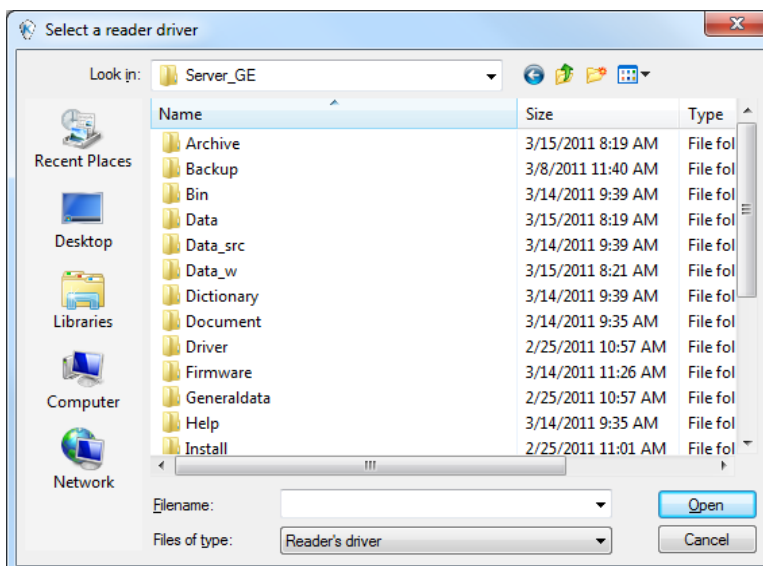 Select a reader driver
Look in: Server_GE
Name Size Type
Recent Places
Desktop
Libraries
Computer
Network
Archive 3/15/2011 8:19 AM File fol
Backup 3/8/2011 11:40 AM File fol
Bin 3/14/2011 9:39 AM File fol
Data 3/15/2011 8:19 AM File fol
Data_src 3/14/2011 9:39 AM File fol
Data_w 3/15/2011 8:21 AM File fol
Dictionary 3/14/2011 9:39 AM File fol
Document 3/14/2011 9:35 AM File fol
Driver 2/25/2011 10:57 AM File fol
Firmware 3/14/2011 11:26 AM File fol
Generaldata 2/25/2011 10:57 AM File fol
Help 3/14/2011 9:35 AM File fol
Install 2/25/2011 11:01 AM File fol
Filename: Open
Files of type: Reader's driver Cancel